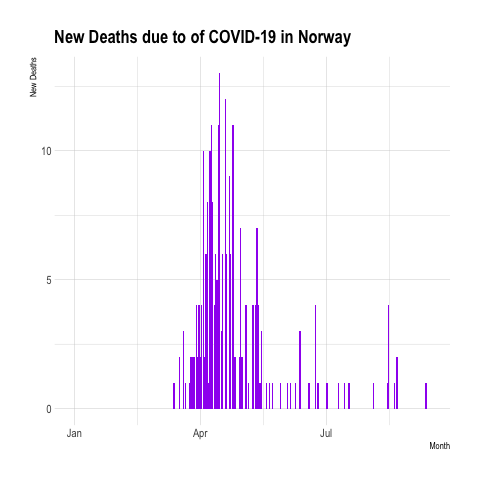 New Deaths due to of COVID-19 in Norway
New Deaths
10
5
0
Jan Apr Jul
Month